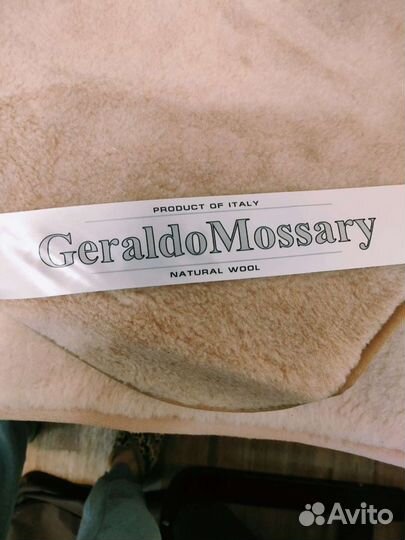 PRODUCT OF ITALY
GeraldoMossary
NATURAL WOOL
Avito